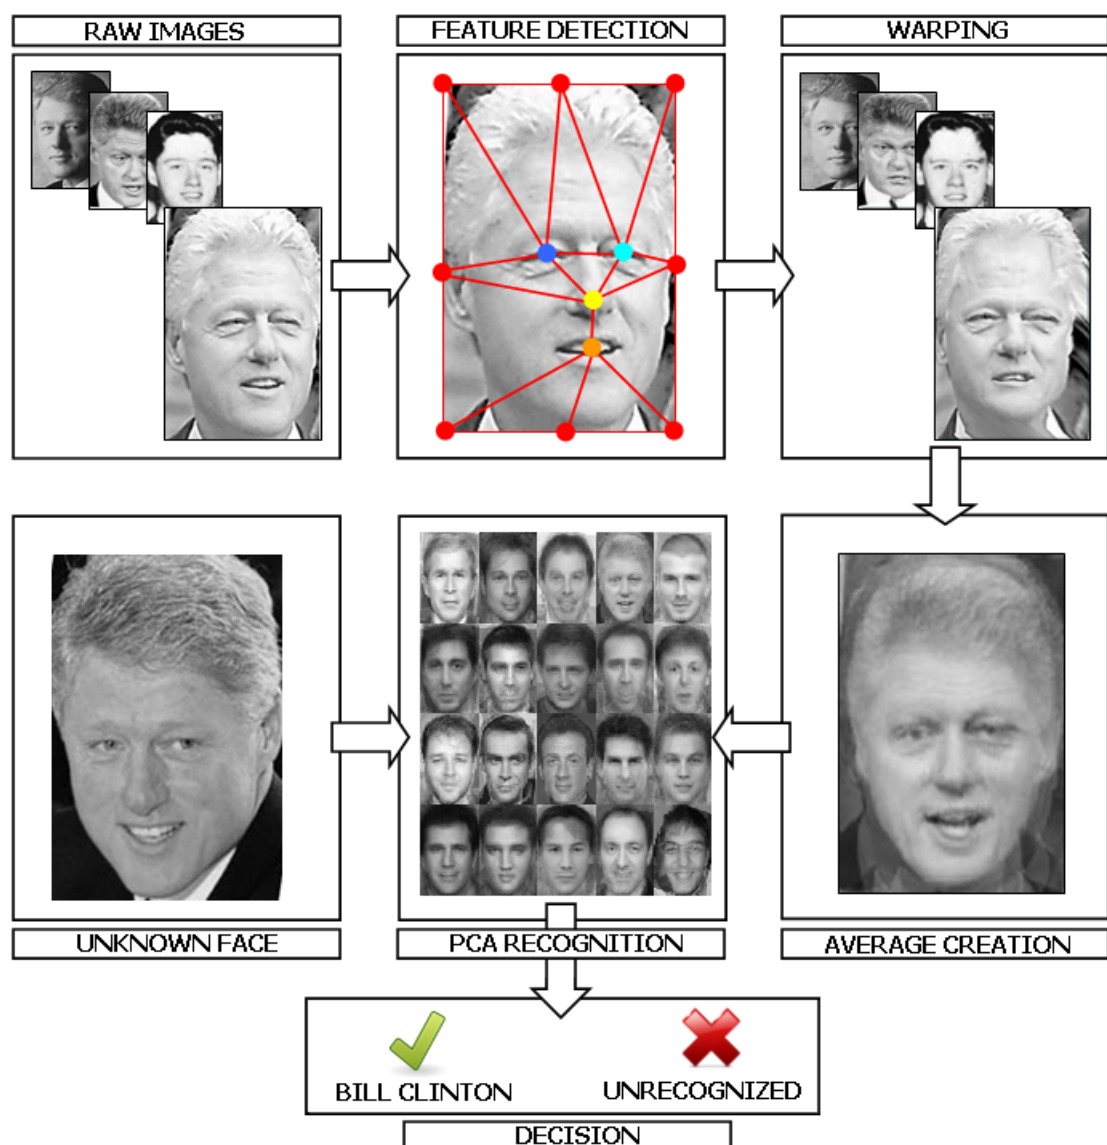 RAW IMAGES
FEATURE DETECTION
WARPING
UNKNOWN FACE
PCA RECOGNITION
AVERAGE CREATION
BILL CLINTON
UNRECOGNIZED
DECISION